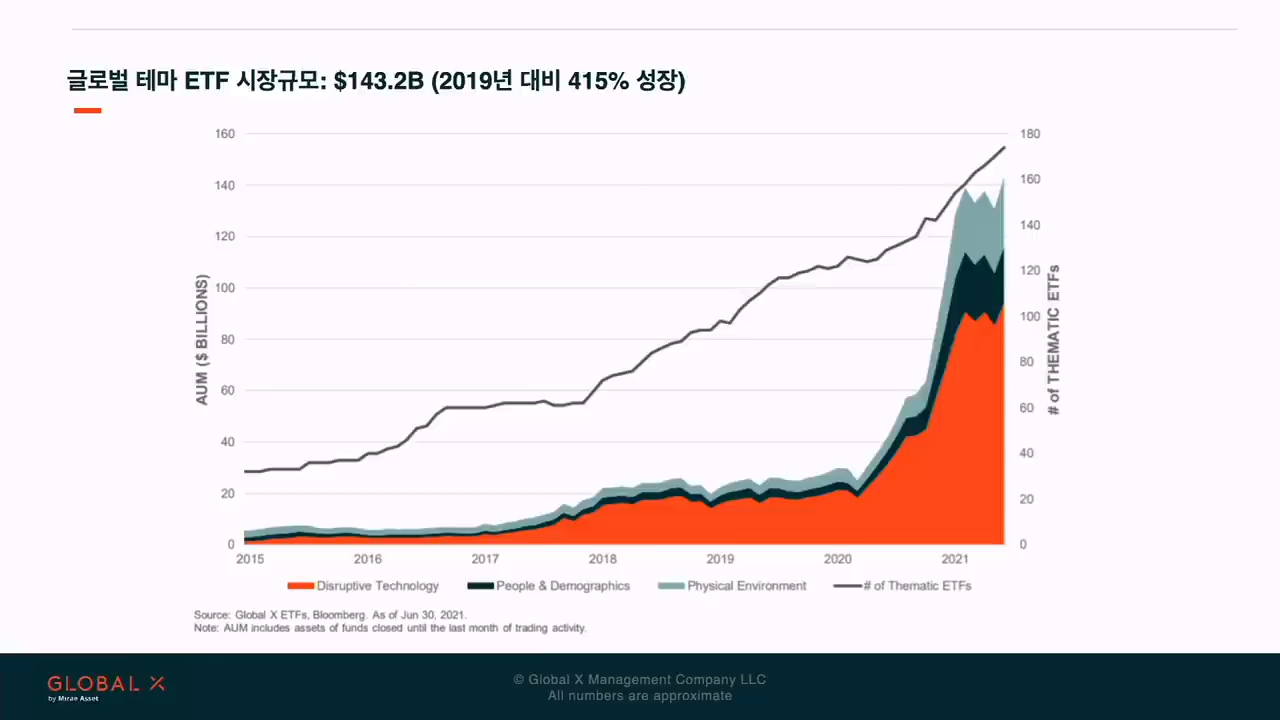 글로벌 테마 ETF 시장규모: $143.2B (2019년 대비 415% 성장)
160
140
120
100
80
60
40
20
0
AUM ($ BILLIONS)
180
160
140
120
100
80
60
40
20
0
# of THEMATIC ETFs
2015 2016 2017 2018 2019 2020 2021
Disruptive Technology People & Demographics Physical Environment # of Thematic ETFs
Source: Global X ETFs, Bloomberg. As of Jun 30, 2021.
Note: AUM includes assets of funds closed until the last month of trading activity.
GLOBAL X
by Mirae Asset
© Global X Management Company LLC
All numbers are approximate